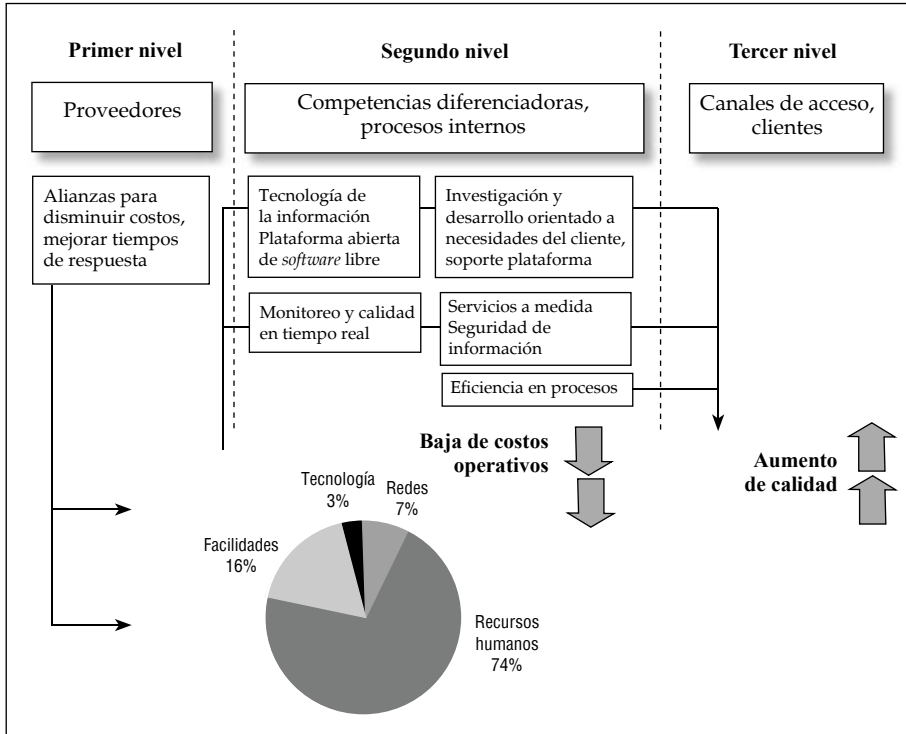 Primer nivel
Segundo nivel
Tercer nivel
Proveedores
Competencias diferenciadoras,
procesos internos
Canales de acceso,
clientes
Alianzas para
disminuir costos,
mejorar tiempos
de respuesta
Tecnología de
la información
Plataforma abierta
de software libre
Investigación y
desarrollo orientado a
necesidades del cliente,
soporte plataforma
Monitoreo y calidad
en tiempo real
Servicios a medida
Seguridad de
información
Eficiencia en procesos
Baja de costos
operativos
Aumento
de calidad
Tecnología
3%
Redes
7%
Facilidades
16%
Recursos
humanos
74%